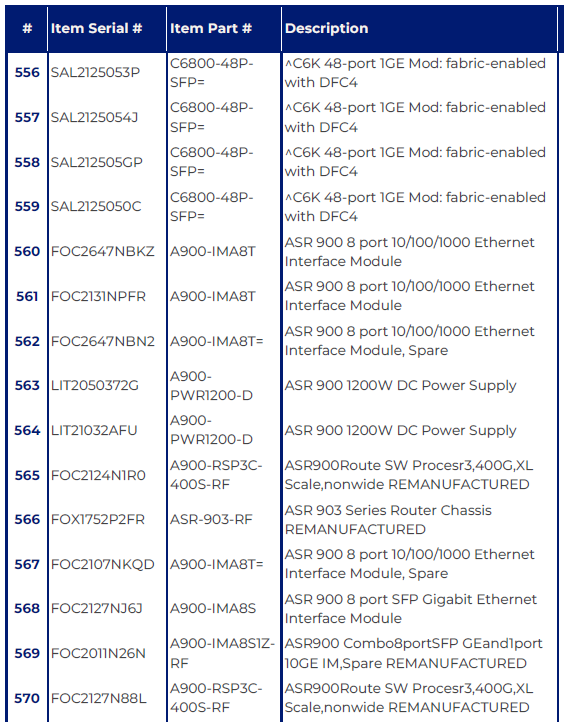 # Item Serial # Item Part # Description
556 SAL2125053P C6800-48P-SFP= ^C6K 48-port 1GE Mod: fabric-enabled with DFC4
557 SAL2125054J C6800-48P-SFP= ^C6K 48-port 1GE Mod: fabric-enabled with DFC4
558 SAL212505GP C6800-48P-SFP= ^C6K 48-port 1GE Mod: fabric-enabled with DFC4
559 SAL2125050C C6800-48P-SFP= ^C6K 48-port 1GE Mod: fabric-enabled with DFC4
560 FOC2647NBKZ A900-IMA8T ASR 900 8 port 10/100/1000 Ethernet Interface Module
561 FOC2131NPFR A900-IMA8T ASR 900 8 port 10/100/1000 Ethernet Interface Module
562 FOC2647NBN2 A900-IMA8T= ASR 900 8 port 10/100/1000 Ethernet Interface Module, Spare
563 LIT2050372G A900-PWR1200-D ASR 900 1200W DC Power Supply
564 LIT21032AFU A900-PWR1200-D ASR 900 1200W DC Power Supply
565 FOC2124N1R0 A900-RSP3C-400S-RF ASR900Route SW Procesr3,400G,XL Scale,nonwide REMANUFACTURED
566 FOX1752P2FR ASR-903-RF ASR 903 Series Router Chassis REMANUFACTURED
567 FOC2107NKQD A900-IMA8T= ASR 900 8 port 10/100/1000 Ethernet Interface Module, Spare
568 FOC2127NJ6J A900-IMA8S ASR 900 8 port SFP Gigabit Ethernet Interface Module
569 FOC2011N26N A900-IMA8S1Z-RF ASR900 Combo8portSFP GEand1port 10GE IM,Spare REMANUFACTURED
570 FOC2127N88L A900-RSP3C-400S-RF ASR900Route SW Procesr3,400G,XL Scale,nonwide REMANUFACTURED